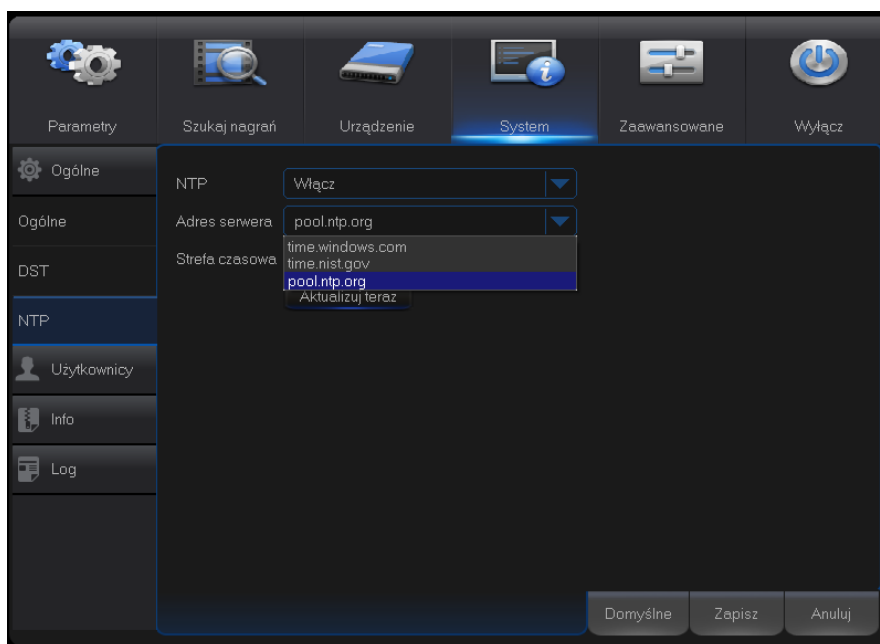 Parametry
Szukaj nagrań
Urządzenie
System
Zaawansowane
Wyłącz
Ogólne
Ogólne
DST
NTP
Użytkownicy
Info
Log
NTP
Włącz
Adres serwera
pool.ntp.org
Strefa czasowa
time.windows.com
time.nist.gov
pool.ntp.org
Aktualizuj teraz
Domyślne
Zapisz
Anuluj